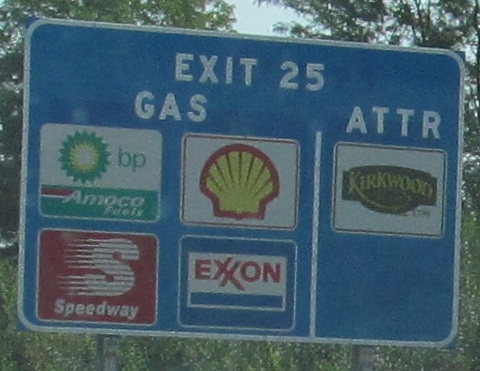 EXIT 25
GAS
ATTR
bp
Amoco
Fuels
KIRKWOOD
Speedway
EXXON